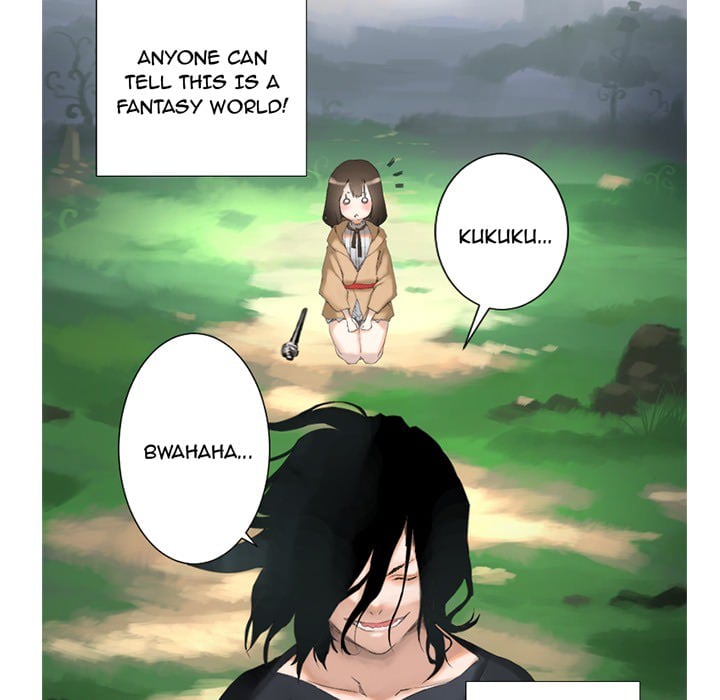 ANYONE CAN
TELL THIS IS A
FANTASY WORLD!
KUKUKU...
BWAHAHA...